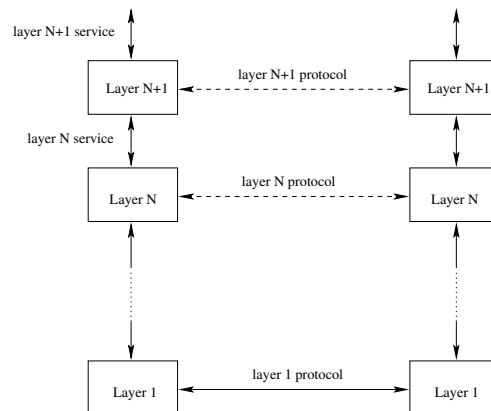 layer N+1 service
layer N+1 protocol
Layer N+1
Layer N+1
layer N service
layer N protocol
Layer N
Layer N
layer 1 protocol
Layer 1
Layer 1